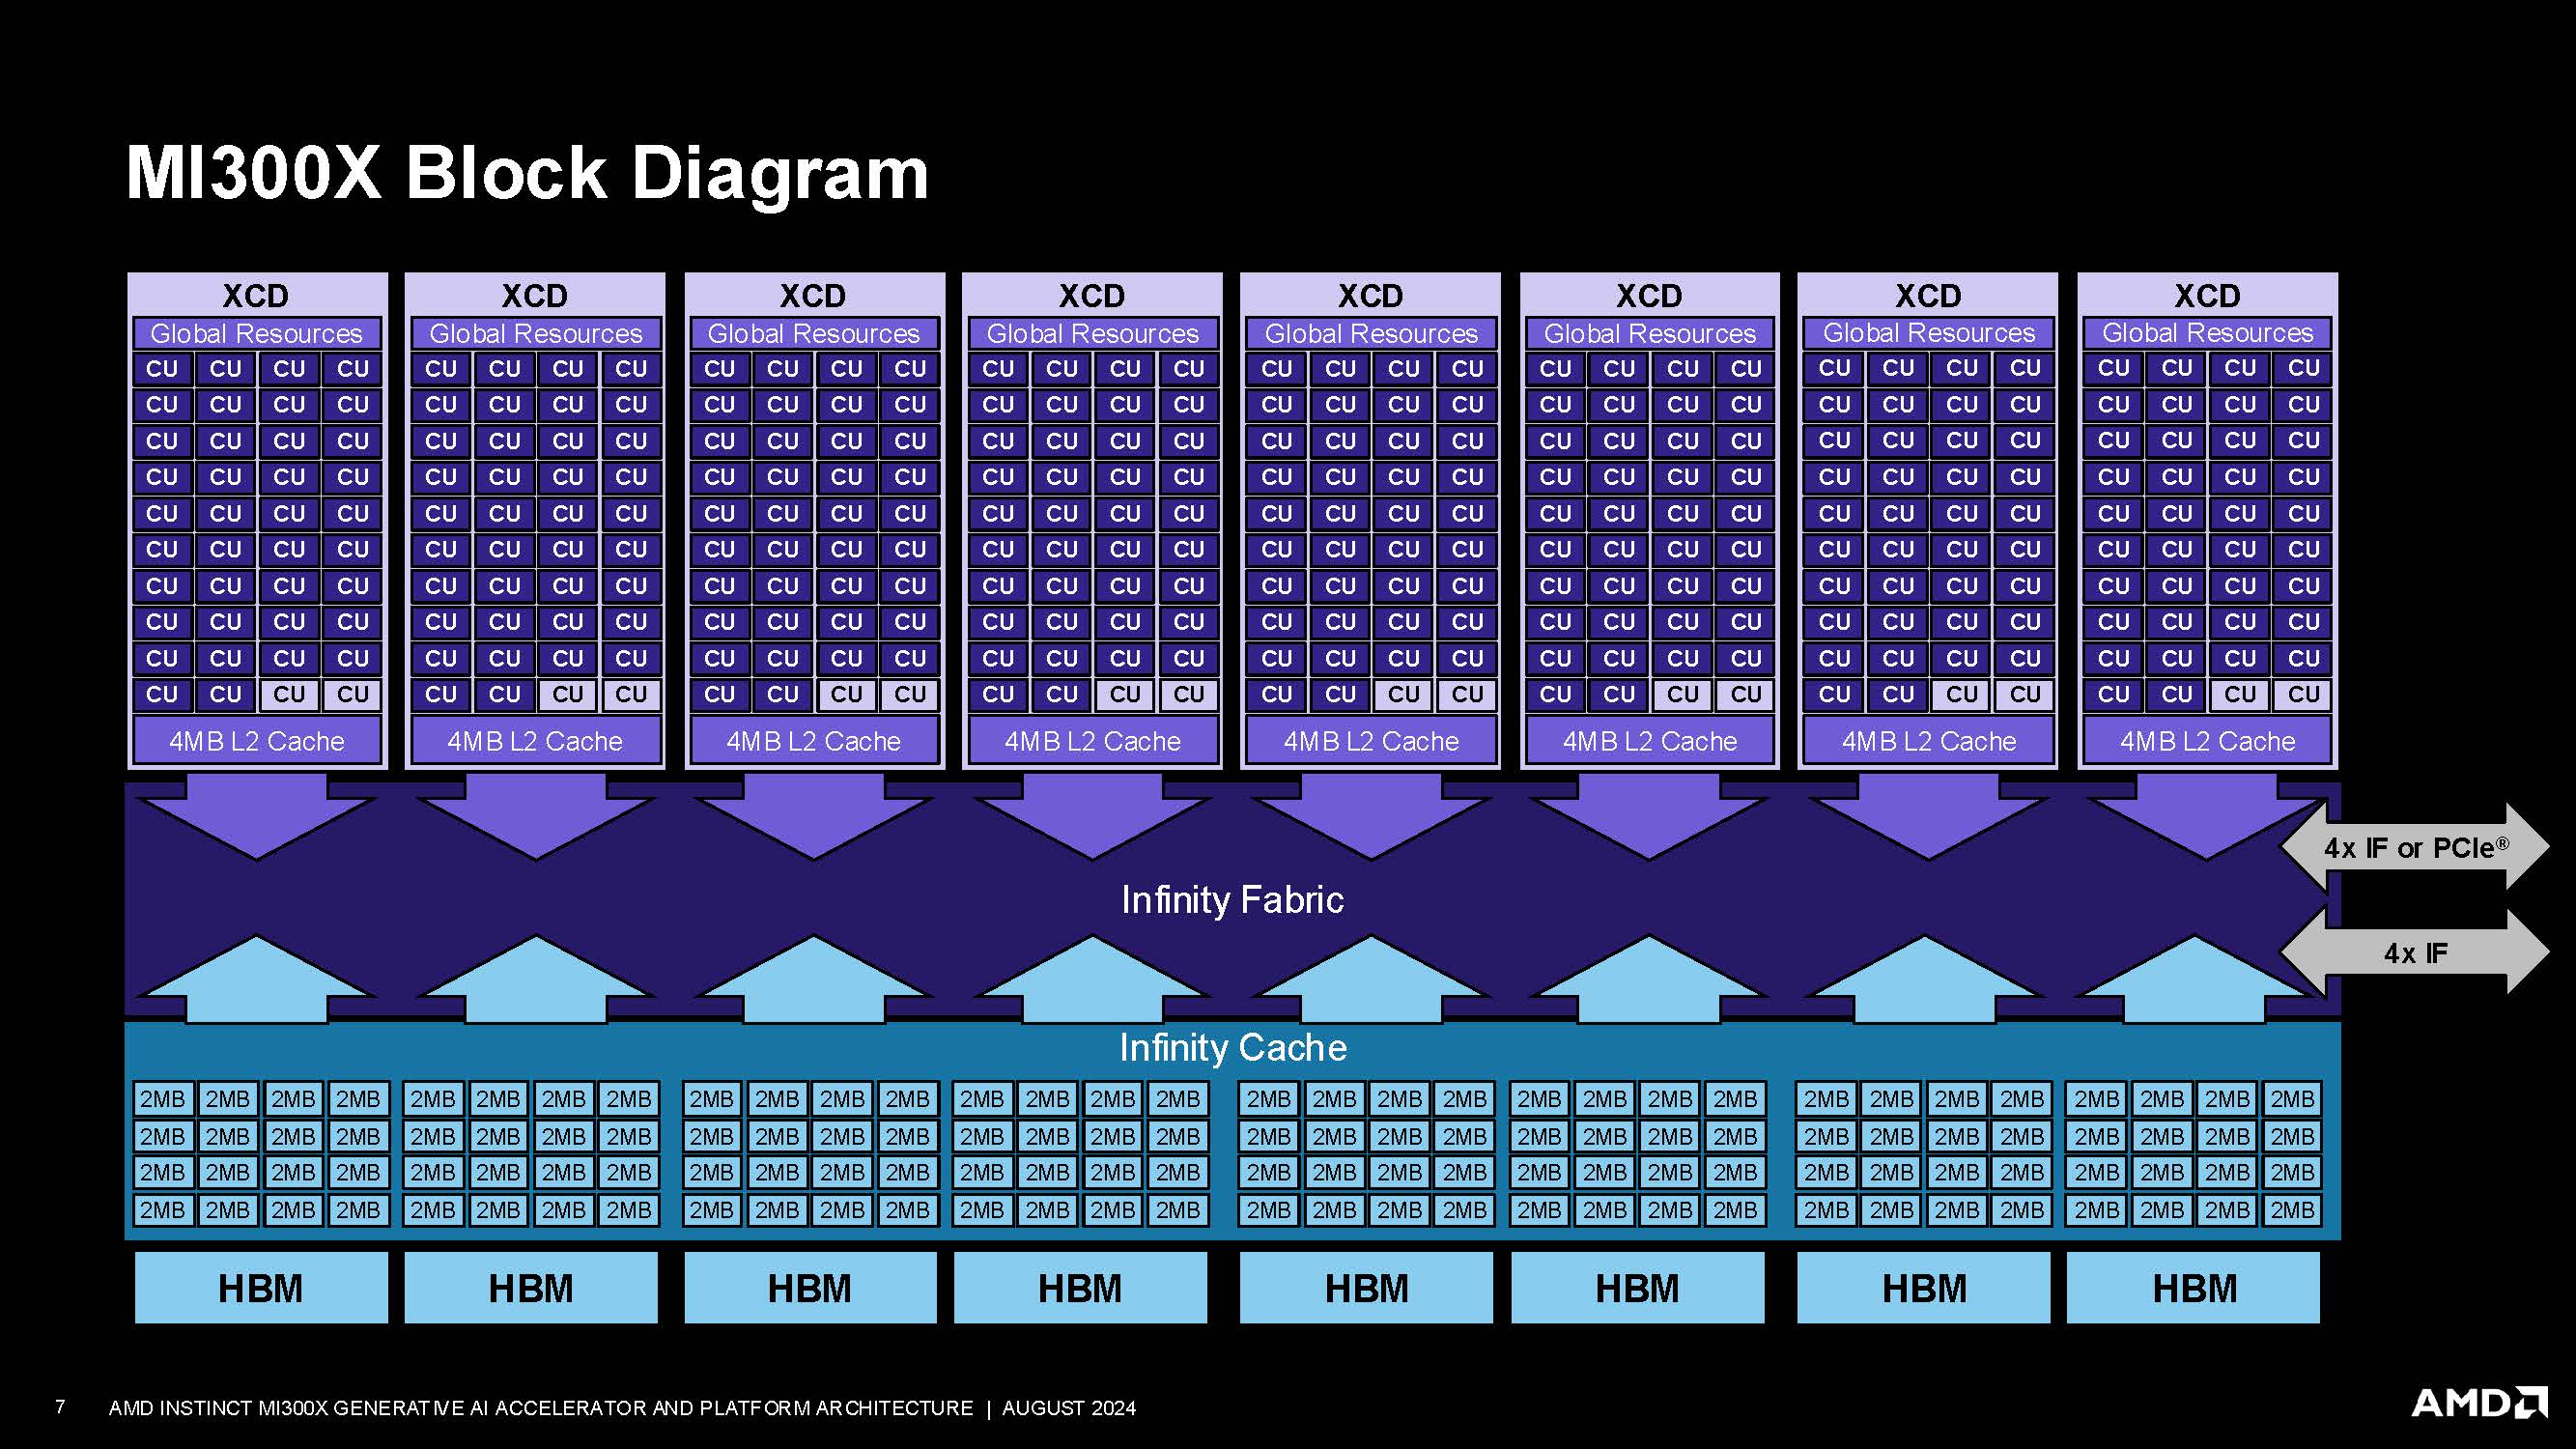 MI300X Block Diagram
XCD XCD XCD XCD XCD XCD XCD XCD
Global Resources Global Resources Global Resources Global Resources Global Resources Global Resources Global Resources Global Resources
CU CU CU CU CU CU CU CU CU CU CU CU CU CU CU CU CU CU CU CU CU CU CU CU CU CU CU CU CU CU CU CU
CU CU CU CU CU CU CU CU CU CU CU CU CU CU CU CU CU CU CU CU CU CU CU CU CU CU CU CU CU CU CU CU
CU CU CU CU CU CU CU CU CU CU CU CU CU CU CU CU CU CU CU CU CU CU CU CU CU CU CU CU CU CU CU CU
CU CU CU CU CU CU CU CU CU CU CU CU CU CU CU CU CU CU CU CU CU CU CU CU CU CU CU CU CU CU CU CU
CU CU CU CU CU CU CU CU CU CU CU CU CU CU CU CU CU CU CU CU CU CU CU CU CU CU CU CU CU CU CU CU
CU CU CU CU CU CU CU CU CU CU CU CU CU CU CU CU CU CU CU CU CU CU CU CU CU CU CU CU CU CU CU CU
CU CU CU CU CU CU CU CU CU CU CU CU CU CU CU CU CU CU CU CU CU CU CU CU CU CU CU CU CU CU CU CU
CU CU CU CU CU CU CU CU CU CU CU CU CU CU CU CU CU CU CU CU CU CU CU CU CU CU CU CU CU CU CU CU
CU CU CU CU CU CU CU CU CU CU CU CU CU CU CU CU CU CU CU CU CU CU CU CU CU CU CU CU CU CU CU CU
CU CU CU CU CU CU CU CU CU CU CU CU CU CU CU CU CU CU CU CU CU CU CU CU CU CU CU CU CU CU CU CU
4MB L2 Cache 4MB L2 Cache 4MB L2 Cache 4MB L2 Cache 4MB L2 Cache 4MB L2 Cache 4MB L2 Cache 4MB L2 Cache
4x IF or PCIe®
Infinity Fabric
4x IF
Infinity Cache
2MB 2MB 2MB 2MB 2MB 2MB 2MB 2MB 2MB 2MB 2MB 2MB 2MB 2MB 2MB 2MB 2MB 2MB 2MB 2MB 2MB 2MB 2MB 2MB 2MB 2MB 2MB 2MB 2MB 2MB 2MB 2MB
2MB 2MB 2MB 2MB 2MB 2MB 2MB 2MB 2MB 2MB 2MB 2MB 2MB 2MB 2MB 2MB 2MB 2MB 2MB 2MB 2MB 2MB 2MB 2MB 2MB 2MB 2MB 2MB 2MB 2MB 2MB 2MB
2MB 2MB 2MB 2MB 2MB 2MB 2MB 2MB 2MB 2MB 2MB 2MB 2MB 2MB 2MB 2MB 2MB 2MB 2MB 2MB 2MB 2MB 2MB 2MB 2MB 2MB 2MB 2MB 2MB 2MB 2MB 2MB
2MB 2MB 2MB 2MB 2MB 2MB 2MB 2MB 2MB 2MB 2MB 2MB 2MB 2MB 2MB 2MB 2MB 2MB 2MB 2MB 2MB 2MB 2MB 2MB 2MB 2MB 2MB 2MB 2MB 2MB 2MB 2MB
HBM HBM HBM HBM HBM HBM HBM HBM
7 AMD INSTINCT MI300X GENERATIVE AI ACCELERATOR AND PLATFORM ARCHITECTURE | AUGUST 2024
AMD